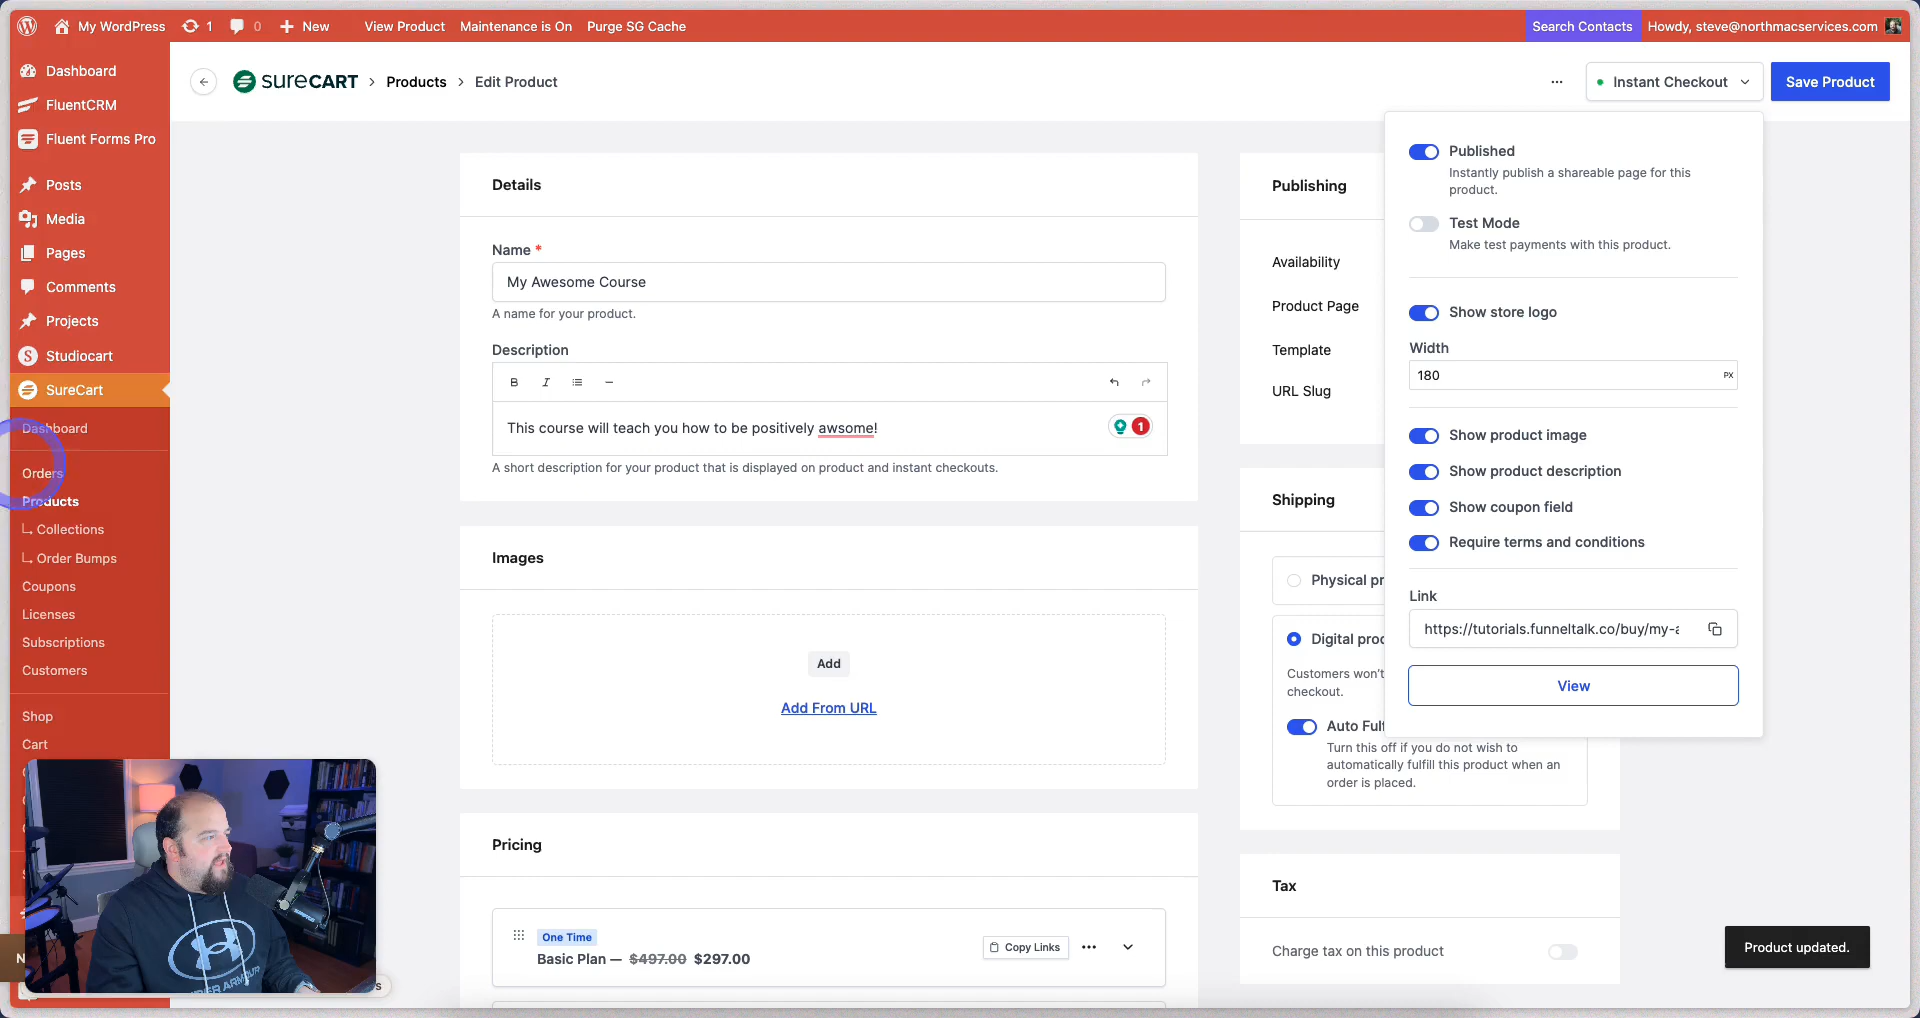 My WordPress
1
0
New
View Product
Maintenance is On
Purge SG Cache
Search Contacts
Howdy, steve@northmacservices.com
Dashboard
FluentCRM
Fluent Forms Pro
Posts
Media
Pages
Comments
Projects
Studiocart
SureCart
Dashboard
Orders
Products
Collections
Order Bumps
Coupons
Licenses
Subscriptions
Customers
Shop
Cart
SURECART
Products
Edit Product
Instant Checkout
Save Product
Details
Name *
My Awesome Course
A name for your product.
Description
This course will teach you how to be positively awsome!
1
A short description for your product that is displayed on product and instant checkouts.
Images
Add
Add From URL
Pricing
One Time
Basic Plan — $497.00 $297.00
Copy Links
Publishing
Availability
Product Page
Template
URL Slug
Shipping
Physical pr
Digital proc
Customers won't
checkout.
Auto Fulf
Turn this off if you do not wish to
automatically fulfill this product when an
order is placed.
Tax
Charge tax on this product
Published
Instantly publish a shareable page for this
product.
Test Mode
Make test payments with this product.
Show store logo
Width
180
PX
Show product image
Show product description
Show coupon field
Require terms and conditions
Link
https://tutorials.funneltalk.co/buy/my-a
View
Product updated.
UNDER ARMOUR